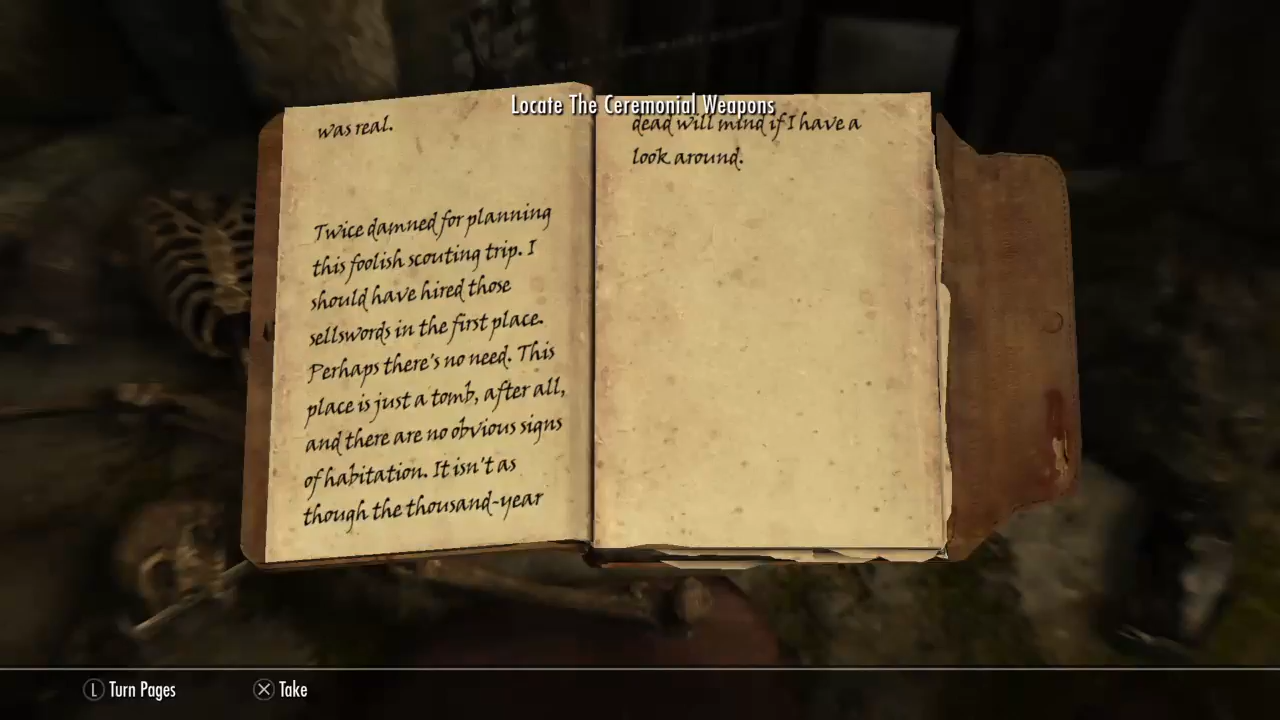 Locate The Ceremonial Weapons
was real.
Twice damned for planning
this foolish scouting trip. I
should have hired those
sellswords in the first place.
Perhaps there's no need. This
place is just a tomb, after all,
and there are no obvious signs
of habitation. It isn't as
though the thousand-year
dead will mind if I have a
look around.
L Turn Pages
X Take